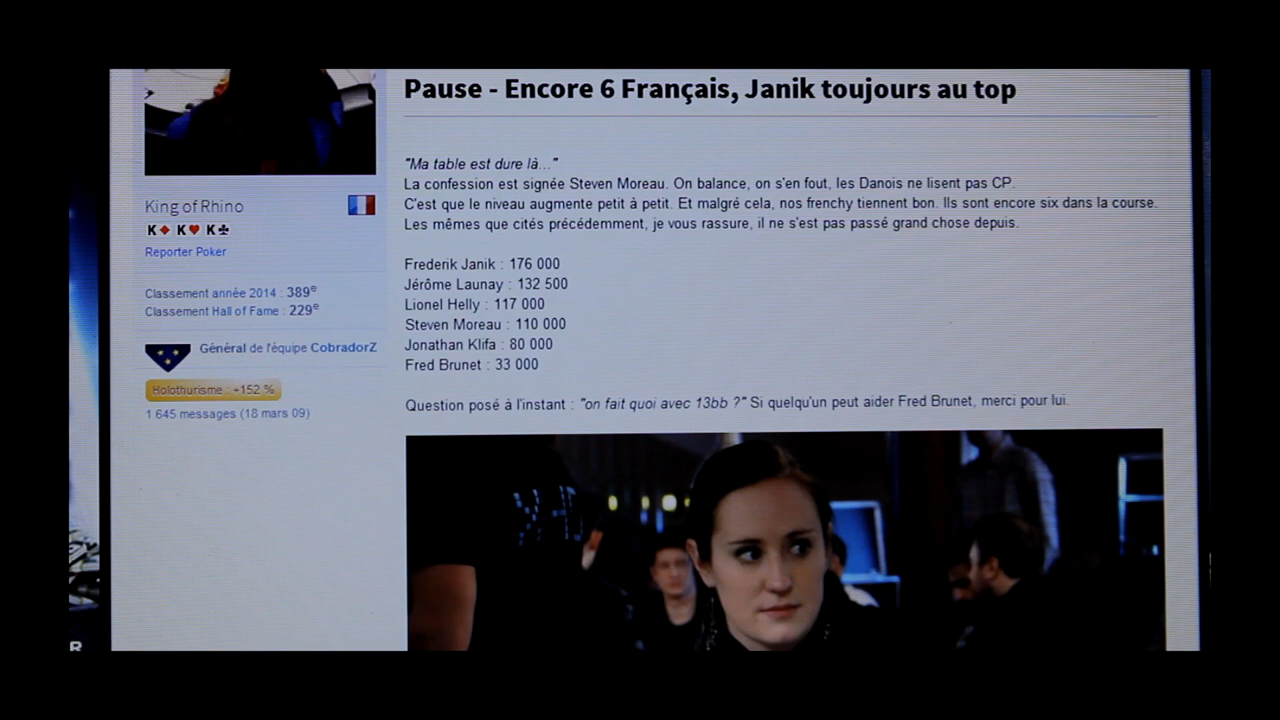 Pause - Encore 6 Français, Janik toujours au top
"Ma table est dure là..."
La confession est signée Steven Moreau. On balance, on s'en fout, les Danois ne lisent pas CP.
C'est que le niveau augmente petit à petit. Et malgré cela, nos frenchy tiennent bon. Ils sont encore six dans la course.
Les mêmes que cités précédemment, je vous rassure, il ne s'est pas passé grand chose depuis.
Frederik Janik : 176 000
Jérôme Launay : 132 500
Lionel Helly : 117 000
Steven Moreau : 110 000
Jonathan Klifa : 80 000
Fred Brunet : 33 000
Question posé à l'instant : "on fait quoi avec 13bb ?" Si quelqu'un peut aider Fred Brunet, merci pour lui.
King of Rhino
K♦ K♥ K♣
Reporter Poker
Classement année 2014 : 389e
Classement Hall of Fame : 229e
Général de l'équipe CobradorZ
Holothurisme : +152 %
1 645 messages (18 mars 09)
R